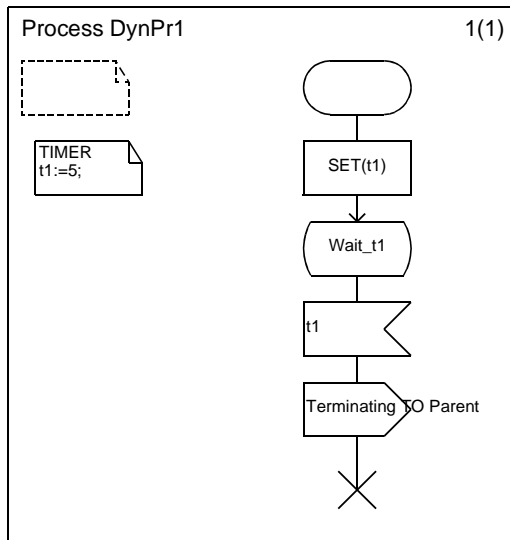 Process DynPr1 1(1)
TIMER
t1:=5;
SET(t1)
Wait_t1
t1
Terminating TO Parent